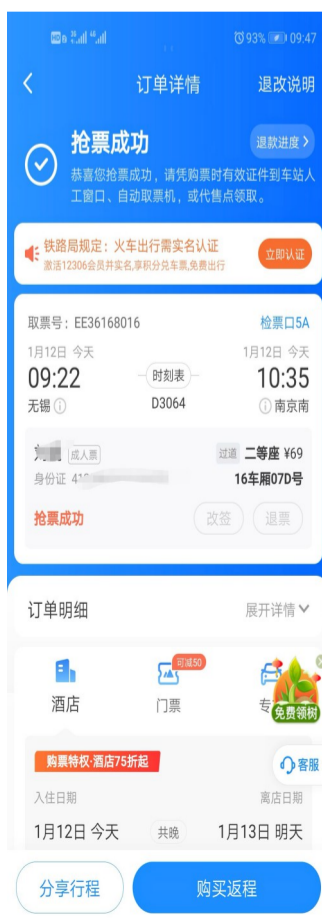 93% 09:47
订单详情 退改说明
抢票成功 退款进度 >
恭喜您抢票成功，请凭购票时有效证件到车站人
工窗口、自动取票机，或代售点领取。
铁路局规定：火车出行需实名认证
激活12306会员并实名,享积分兑车票,免费出行
立即认证
取票号：EE36168016 检票口5A
1月12日 今天 1月12日 今天
09:22 时刻表 10:35
无锡 D3064 南京南
成人票 过道 二等座 ¥69
身份证 16车厢07D号
抢票成功 改签 退票
订单明细 展开详情
可减50
酒店 门票 专
免费领树
购票特权·酒店75折起
客服
入住日期 离店日期
1月12日 今天 共晚 1月13日 明天
分享行程 购买返程